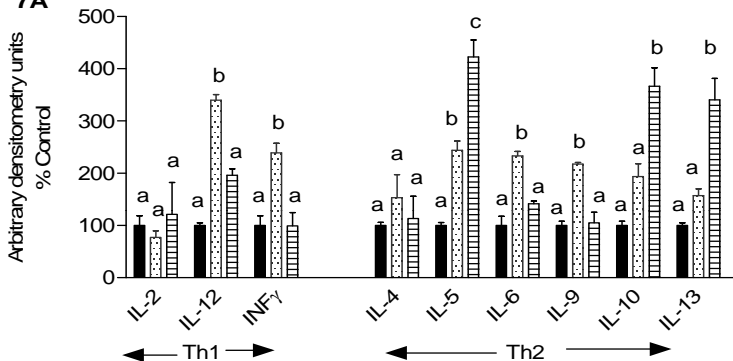 7A
Arbitrary densitometry units
% Control
500
400
300
200
100
0
a a a
a b a
a b a
a a a
a b c
a b a
a b a
a a b
a a b
IL-2 IL-12 INFγ IL-4 IL-5 IL-6 IL-9 IL-10 IL-13
Th1 Th2